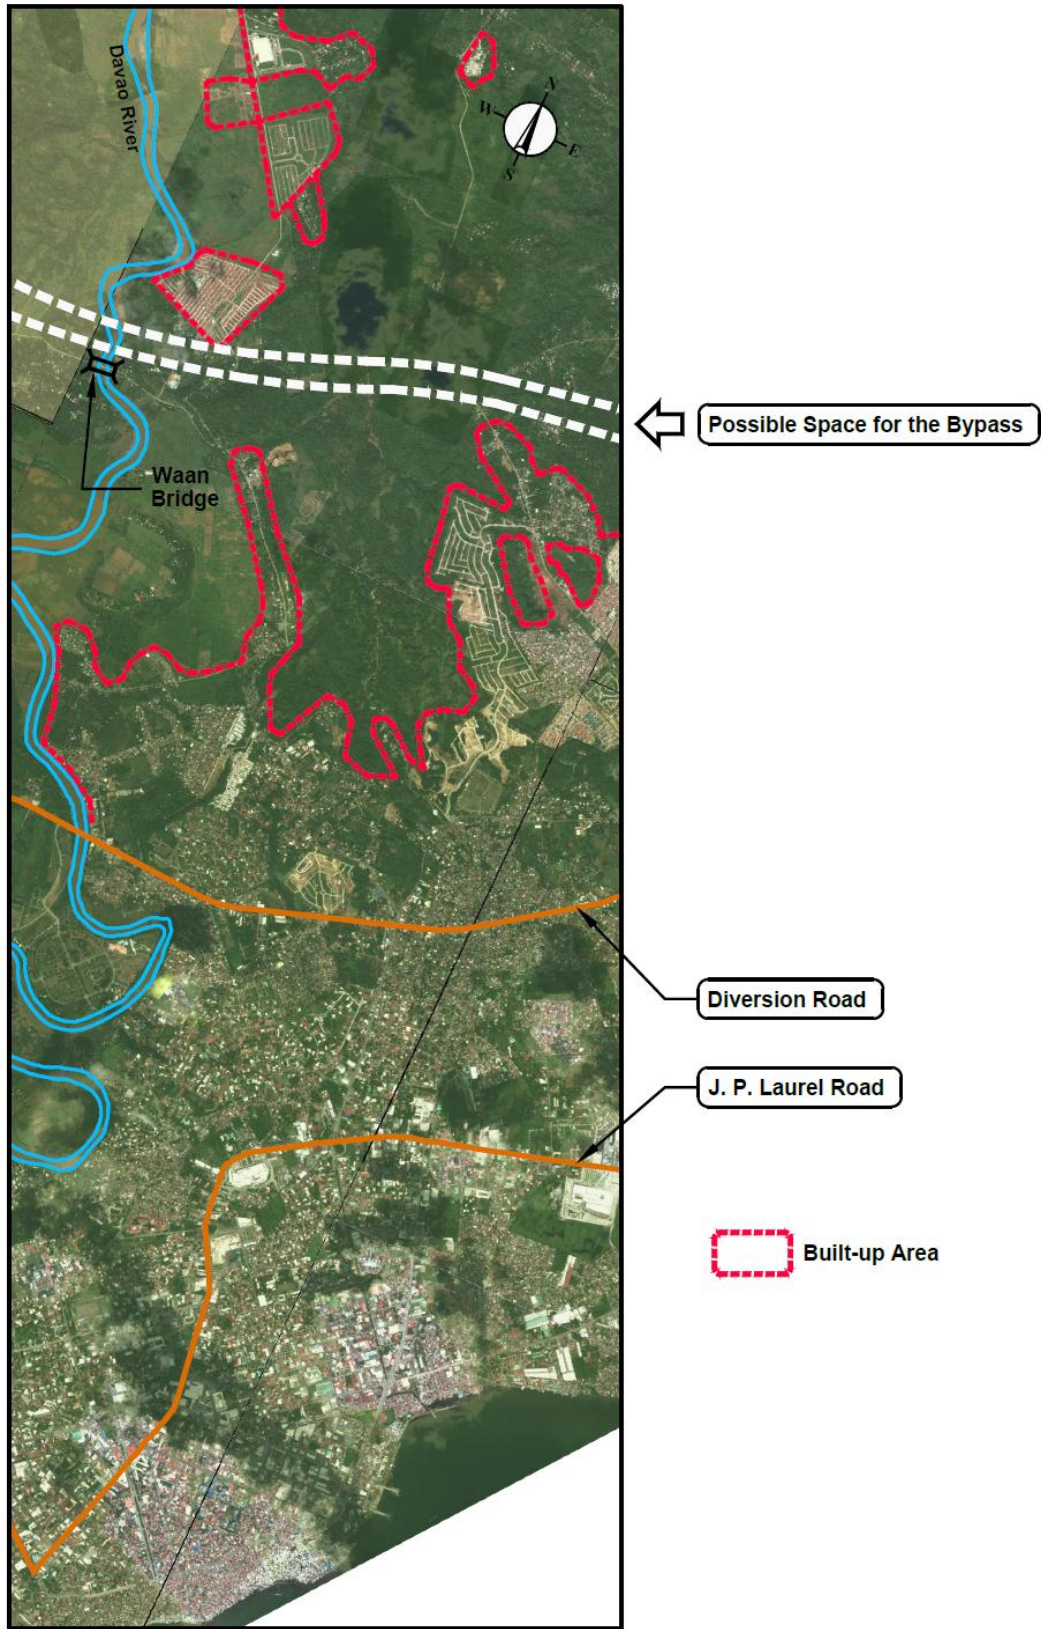 Davao River
N
W
E
S
Possible Space for the Bypass
Waan
Bridge
Diversion Road
J. P. Laurel Road
Built-up Area